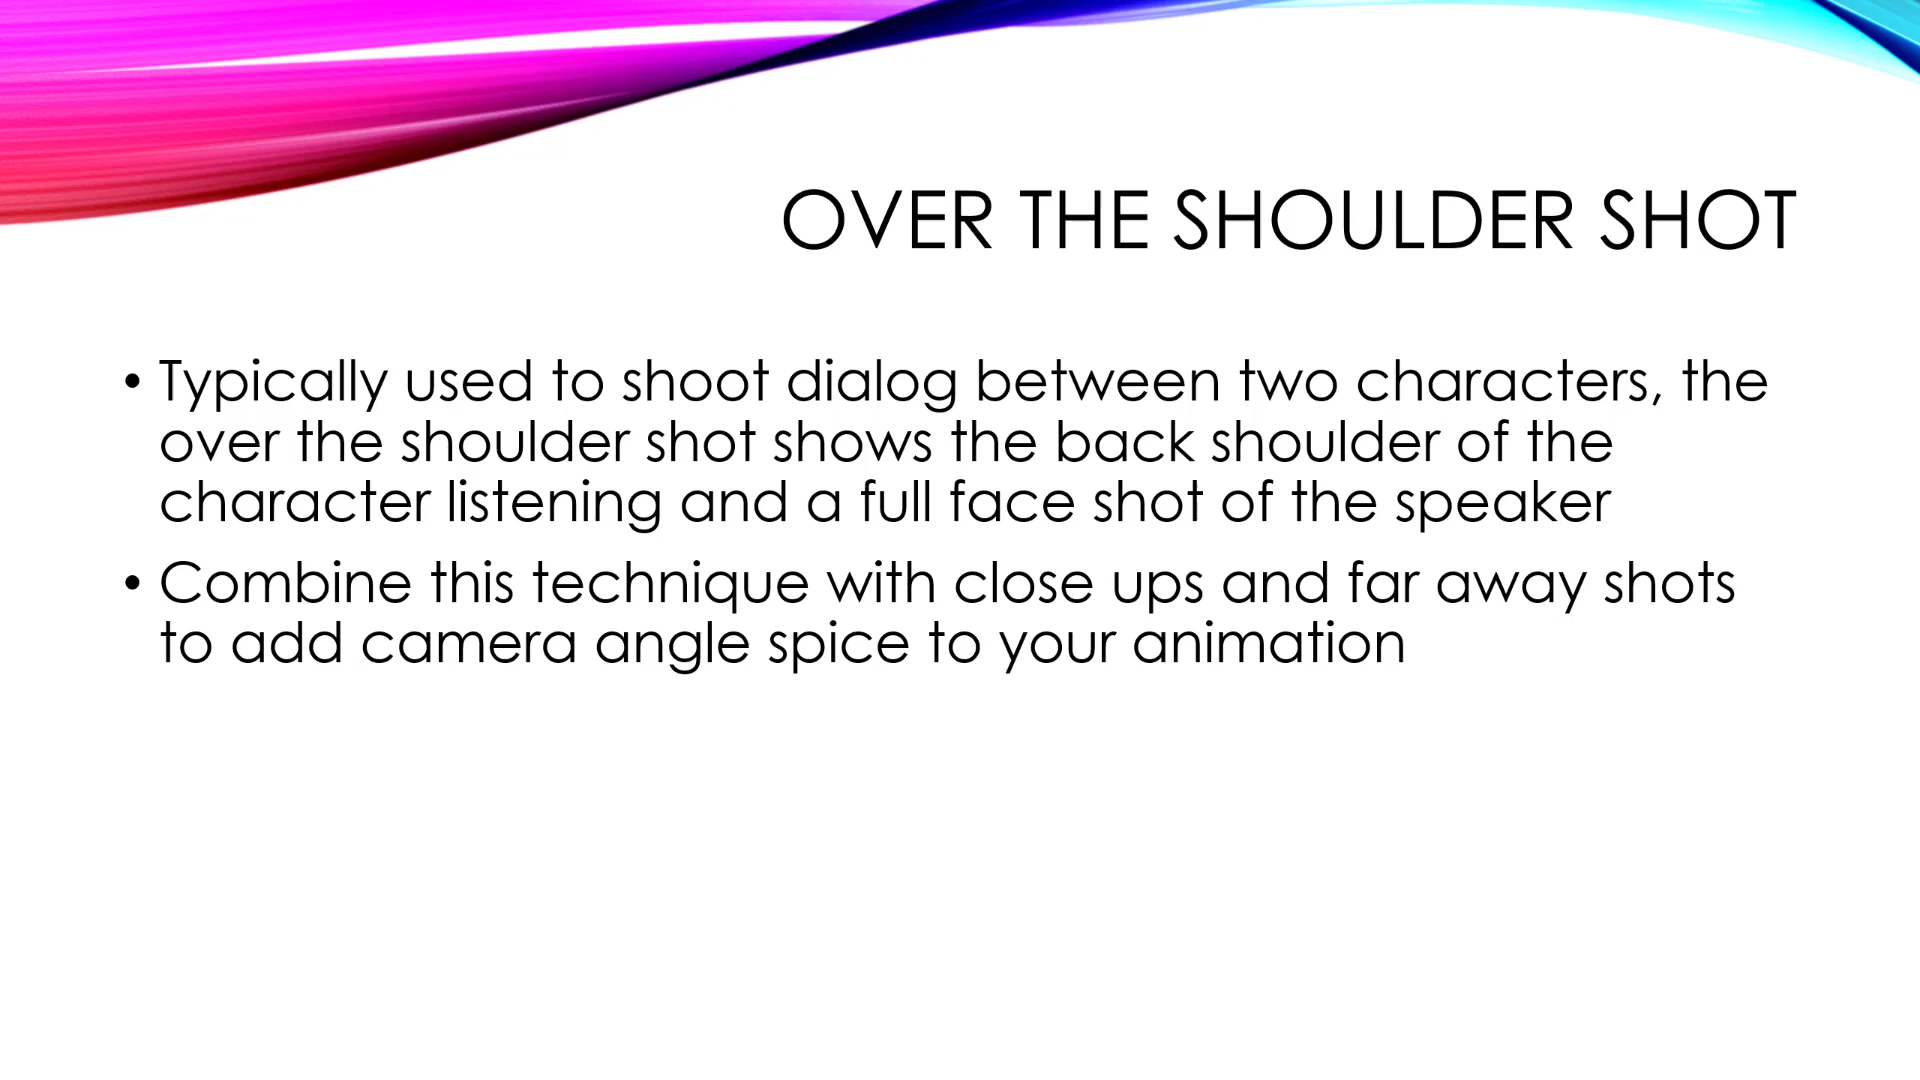 OVER THE SHOULDER SHOT
• Typically used to shoot dialog between two characters, the
over the shoulder shot shows the back shoulder of the
character listening and a full face shot of the speaker
• Combine this technique with close ups and far away shots
to add camera angle spice to your animation